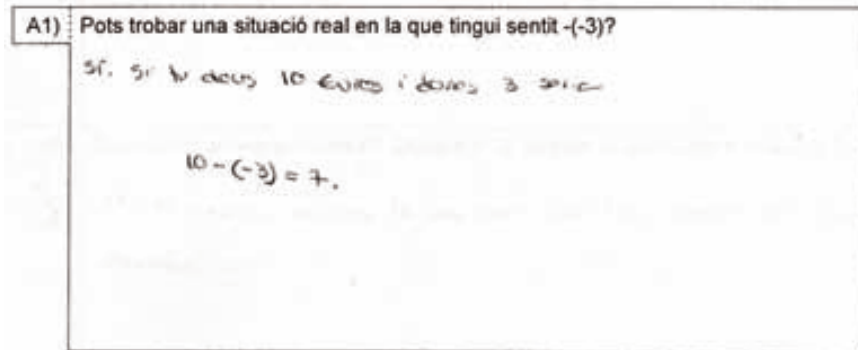 A1) Pots trobar una situació real en la que tingui sentit -(-3)?
Sí. Si tu deus 10 euros i dones 3 seria
10-(-3) = 7.